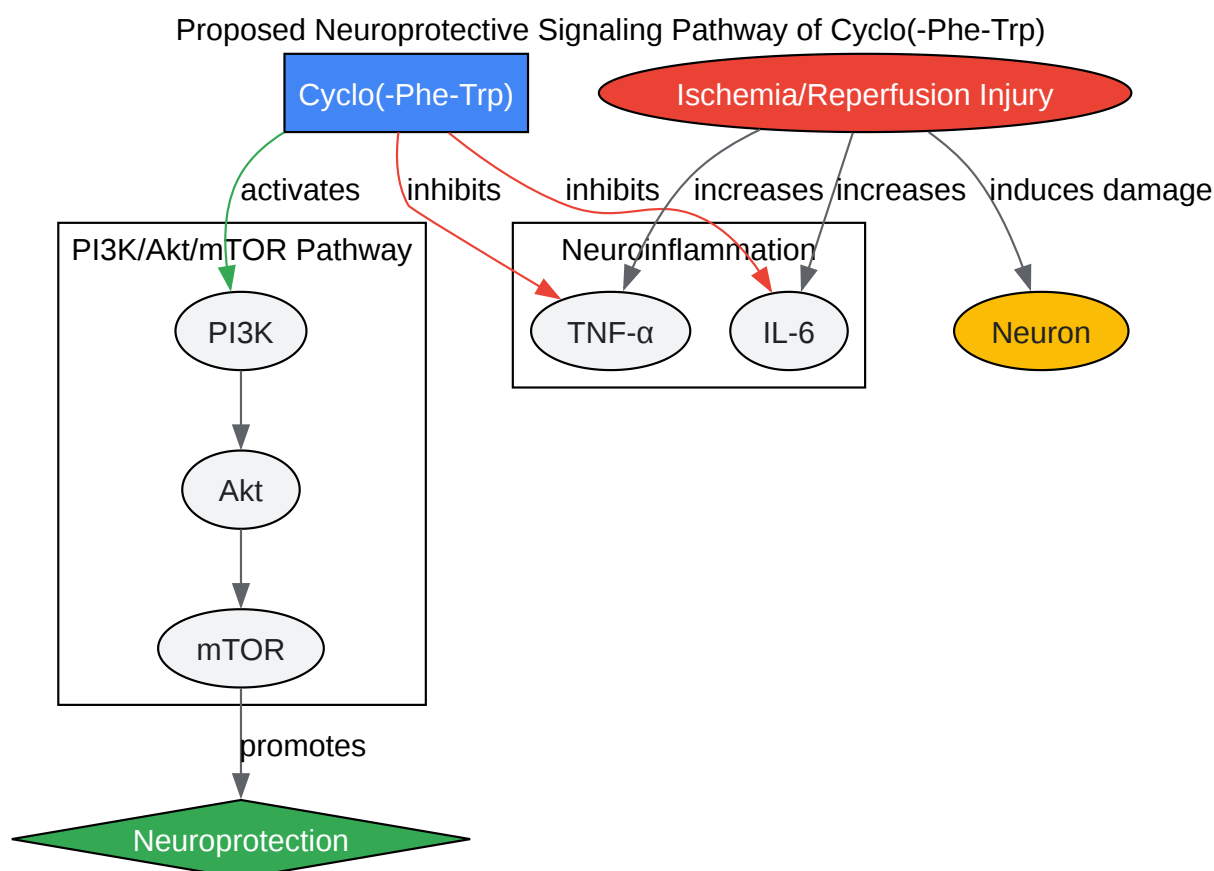 Proposed Neuroprotective Signaling Pathway of Cyclo(-Phe-Trp)
Cyclo(-Phe-Trp)
Ischemia/Reperfusion Injury
activates
inhibits
inhibits
increases
increases
induces damage
PI3K/Akt/mTOR Pathway
Neuroinflammation
PI3K
TNF-α
IL-6
Neuron
Akt
mTOR
promotes
Neuroprotection